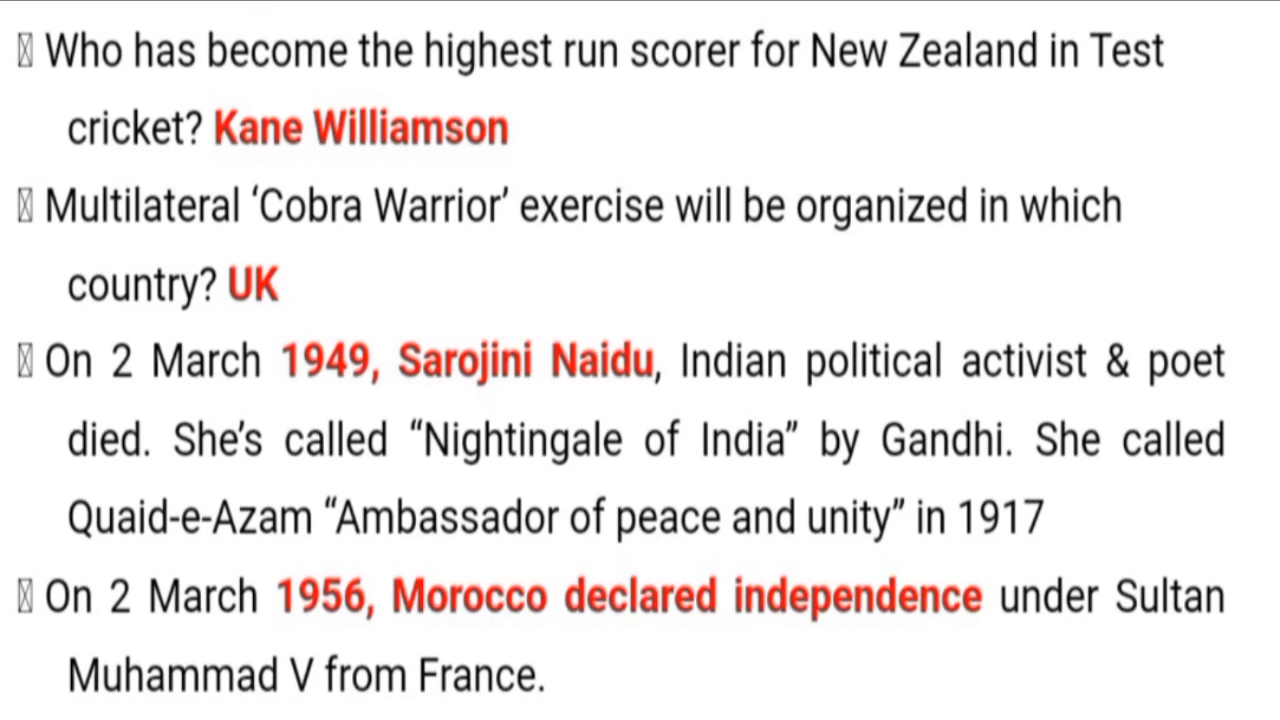 Who has become the highest run scorer for New Zealand in Test
cricket? Kane Williamson
Multilateral ‘Cobra Warrior’ exercise will be organized in which
country? UK
On 2 March 1949, Sarojini Naidu, Indian political activist & poet
died. She’s called “Nightingale of India” by Gandhi. She called
Quaid-e-Azam “Ambassador of peace and unity” in 1917
On 2 March 1956, Morocco declared independence under Sultan
Muhammad V from France.